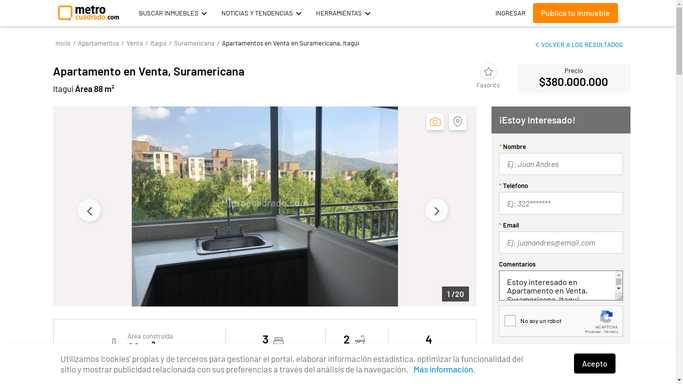 metro
cuadrado.com
BUSCAR INMUEBLES
NOTICIAS Y TENDENCIAS
HERRAMIENTAS
INGRESAR
Publica tu Inmueble
Inicio / Apartamentos / Venta / Itagui / Suramericana / Apartamentos en Venta en Suramericana, Itagui
VOLVER A LOS RESULTADOS
Apartamento en Venta, Suramericana
Itagui Área 88 m²
Favorito
Precio
$380.000.000
1 / 20
¡Estoy Interesado!
* Nombre
Ej: Juan Andres
* Teléfono
Ej: 322*******
* Email
Ej: juanandres@email.com
Comentarios
Estoy interesado en
Apartamento en Venta,
Suramericana, Itagui
No soy un robot
reCAPTCHA
Privacidad - Términos
Área construida
3
2
4
Utilizamos 'cookies' propias y de terceros para gestionar el portal, elaborar información estadística, optimizar la funcionalidad del
sitio y mostrar publicidad relacionada con sus preferencias a través del análisis de la navegación. Más información.
Acepto